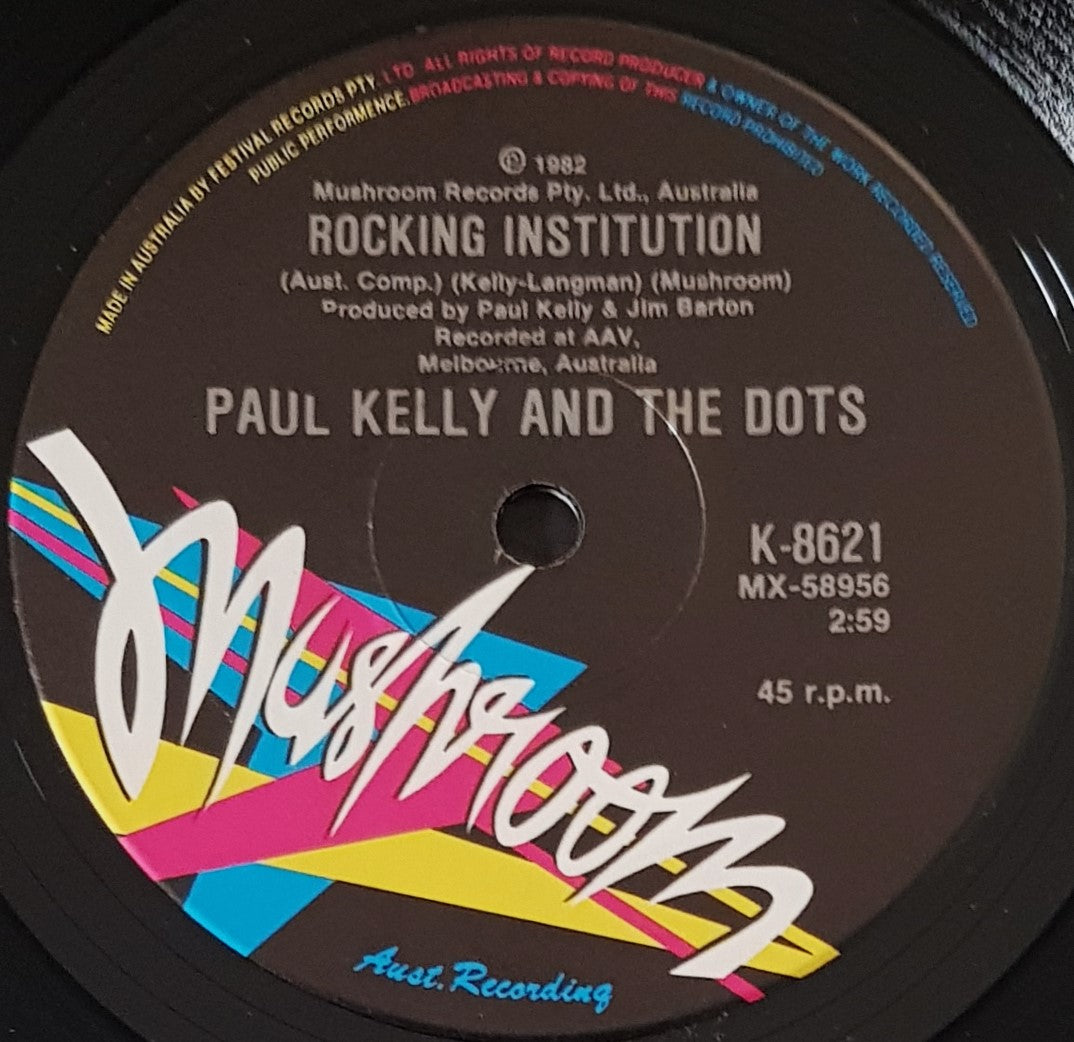 MADE IN AUSTRALIA BY FESTIVAL RECORDS PTY. LTD. ALL RIGHTS OF RECORD PRODUCER & OWNER OF THE WORK RECORDED RESERVED
PUBLIC PERFORMENCE, BROADCASTING & COPYING OF THIS RECORD PROHIBITED
℗ 1982
Mushroom Records Pty. Ltd., Australia
ROCKING INSTITUTION
(Aust. Comp.) (Kelly-Langman) (Mushroom)
Produced by Paul Kelly & Jim Barton
Recorded at AAV,
Melbourne, Australia
PAUL KELLY AND THE DOTS
K-8621
MX-58956
2:59
45 r.p.m.
Mushroom
Aust. Recording